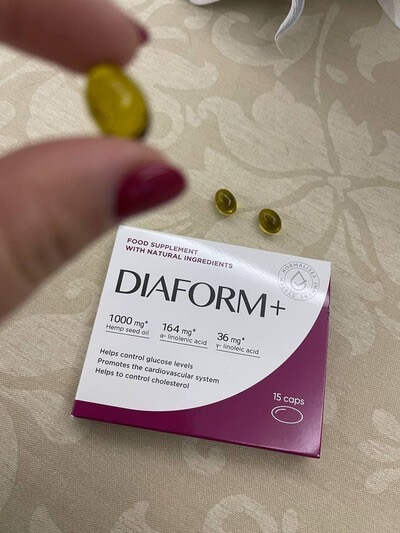 FOOD SUPPLEMENT
WITH NATURAL INGREDIENTS
DIAFORM+
1000 mg* 164 mg* 36 mg*
Hemp seed oil α- linolenic acid γ- linoleic acid
Helps control glucose levels
Promotes the cardiovascular system
Helps to control cholesterol
15 caps